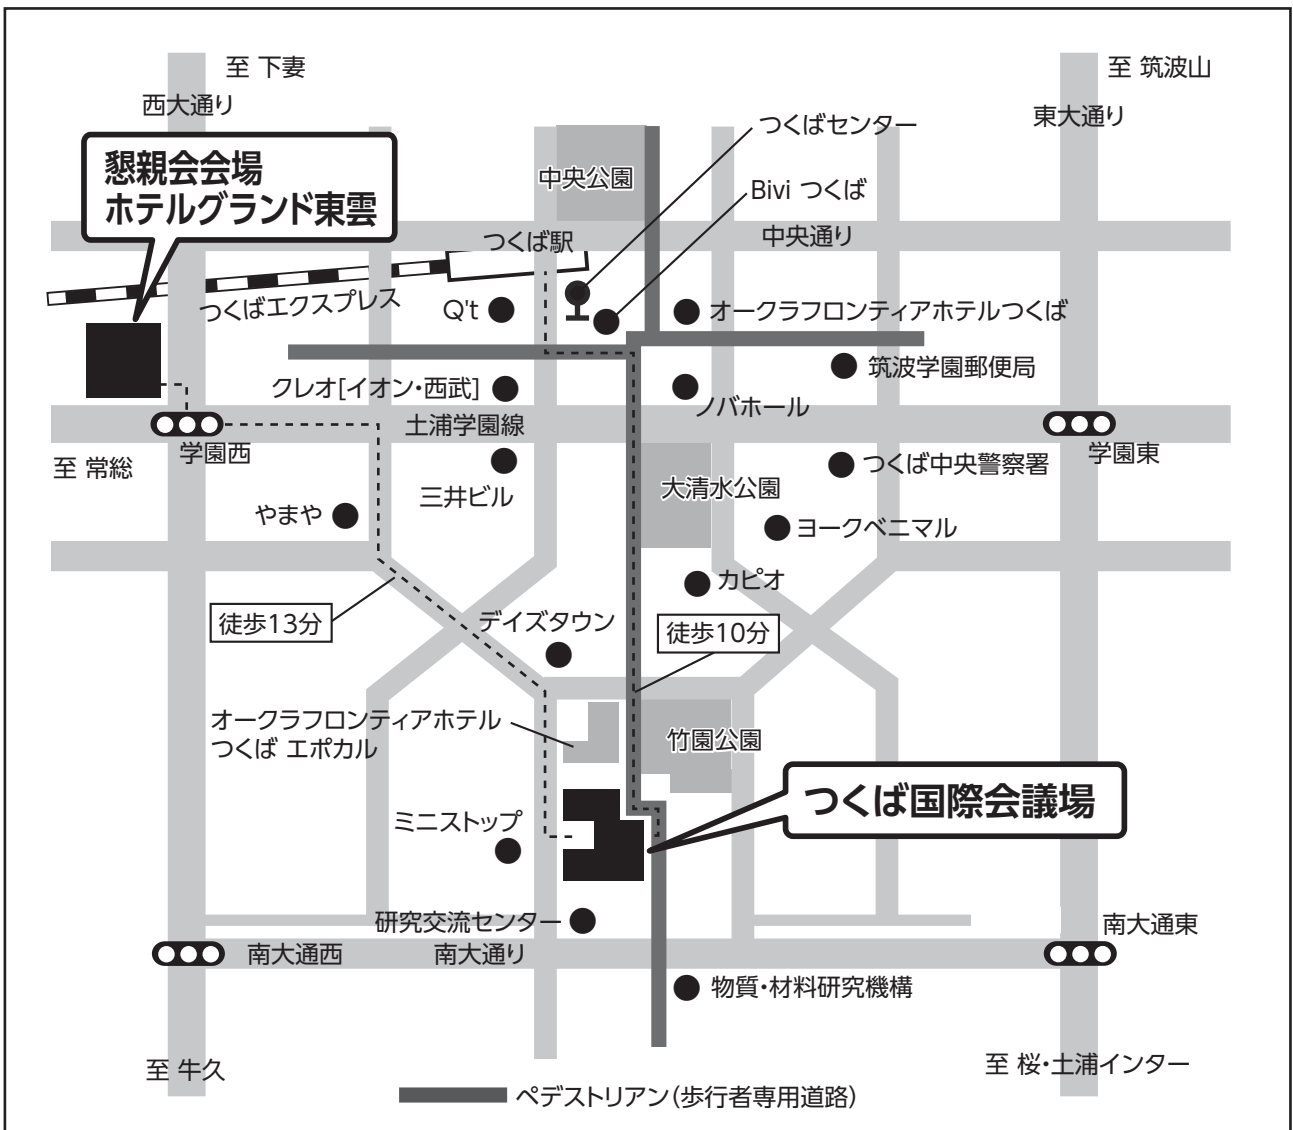 至 下妻
至 筑波山
西大通り
東大通り
つくばセンター
懇親会会場
ホテルグランド東雲
中央公園
Bivi つくば
つくば駅
中央通り
つくばエクスプレス
Q't
オークラフロンティアホテルつくば
筑波学園郵便局
クレオ[イオン・西武]
ノバホール
土浦学園線
学園西
学園東
至 常総
つくば中央警察署
三井ビル
大清水公園
やまや
ヨークベニマル
カピオ
徒歩13分
デイズタウン
徒歩10分
オークラフロンティアホテル
つくば エポカル
竹園公園
つくば国際会議場
ミニストップ
研究交流センター
南大通東
南大通西
南大通り
物質・材料研究機構
至 牛久
至 桜・土浦インター
ペデストリアン(歩行者専用道路)